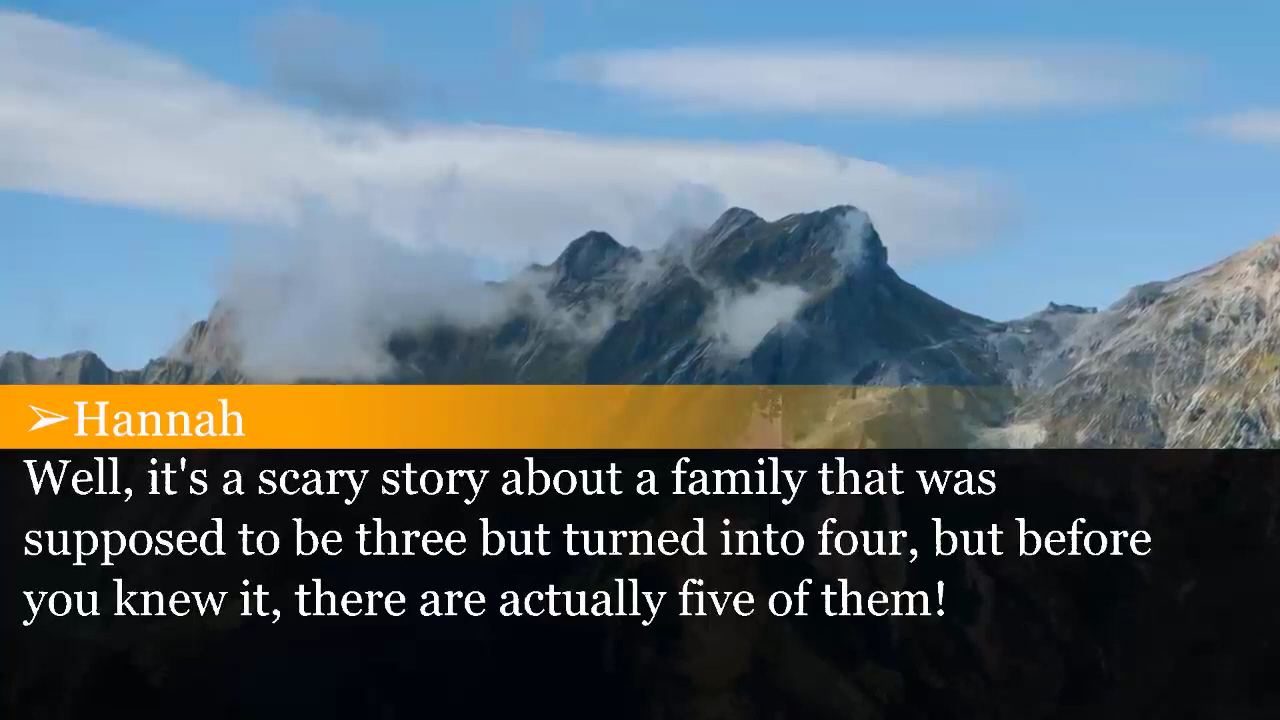 ➢Hannah
Well, it's a scary story about a family that was
supposed to be three but turned into four, but before
you knew it, there are actually five of them!